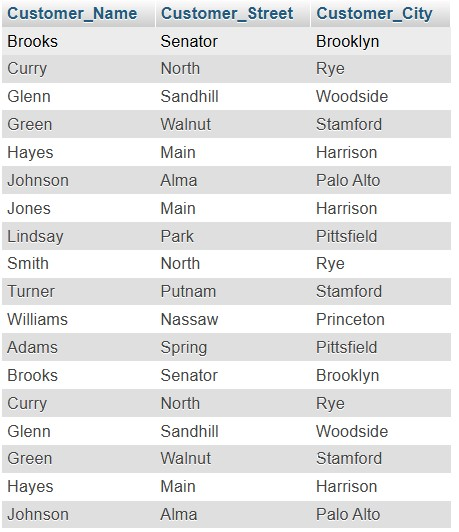 Customer_Name Customer_Street Customer_City
Brooks Senator Brooklyn
Curry North Rye
Glenn Sandhill Woodside
Green Walnut Stamford
Hayes Main Harrison
Johnson Alma Palo Alto
Jones Main Harrison
Lindsay Park Pittsfield
Smith North Rye
Turner Putnam Stamford
Williams Nassaw Princeton
Adams Spring Pittsfield
Brooks Senator Brooklyn
Curry North Rye
Glenn Sandhill Woodside
Green Walnut Stamford
Hayes Main Harrison
Johnson Alma Palo Alto